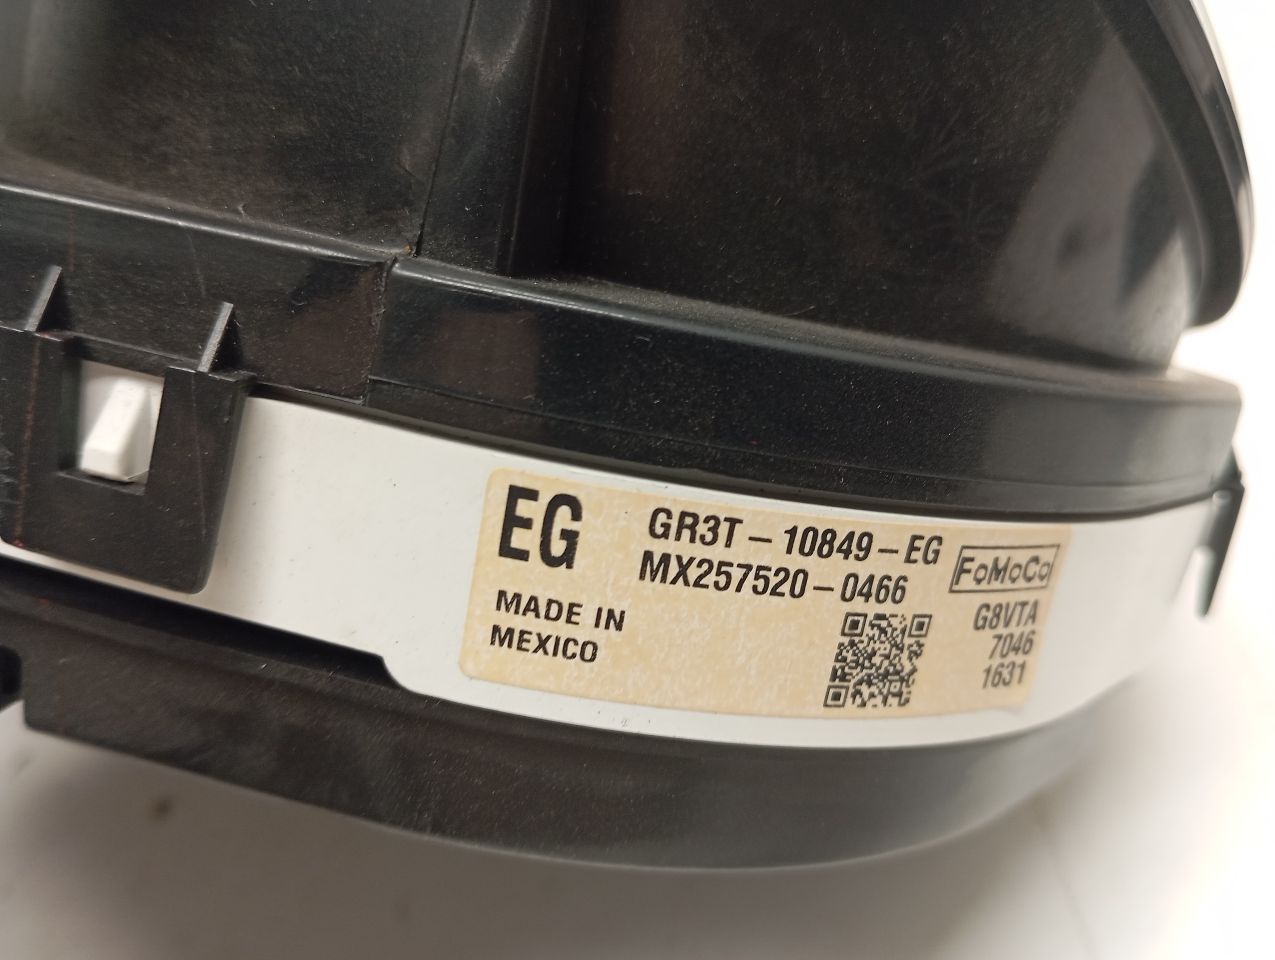 EG
GR3T-10849-EG
MX257520-0466
FoMoCo
MADE IN
MEXICO
G8VTA
7046
1631